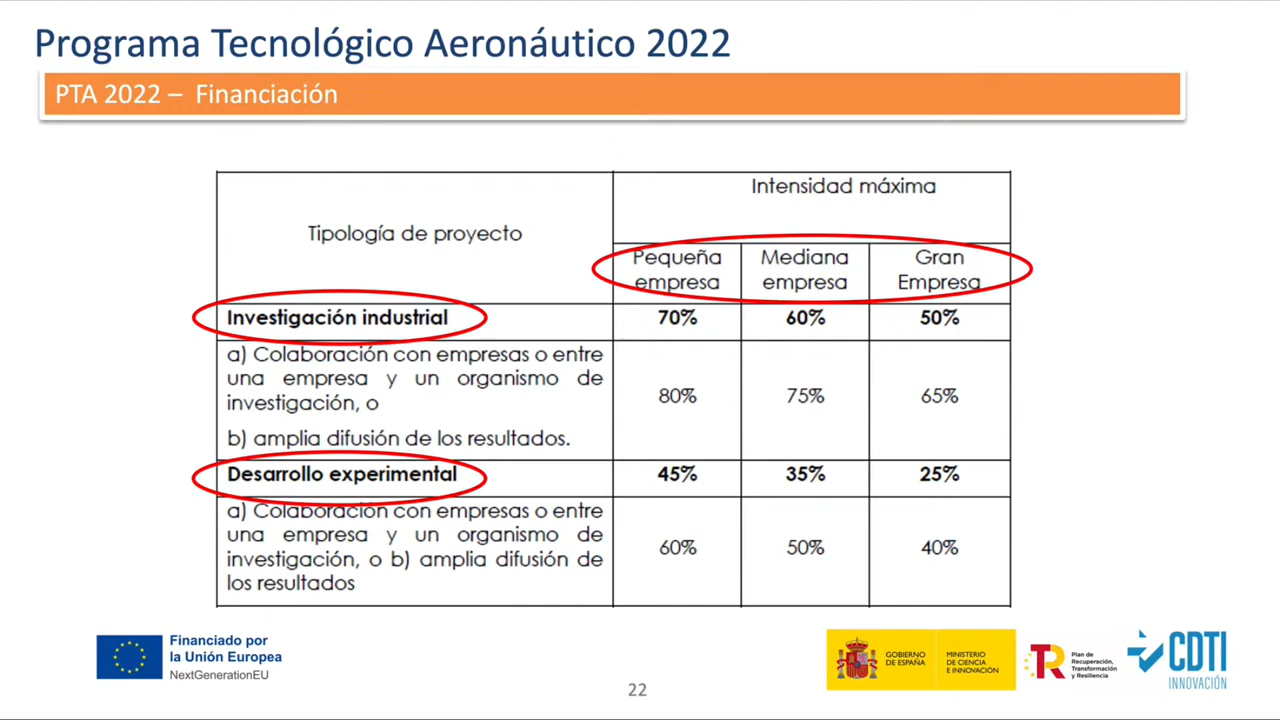 Programa Tecnológico Aeronáutico 2022
PTA 2022 – Financiación
Tipología de proyecto
Intensidad máxima
Pequeña
empresa
Mediana
empresa
Gran
Empresa
Investigación industrial
70%
60%
50%
a) Colaboración con empresas o entre
una empresa y un organismo de
investigación, o
b) amplia difusión de los resultados.
80%
75%
65%
Desarrollo experimental
45%
35%
25%
a) Colaboración con empresas o entre
una empresa y un organismo de
investigación, o b) amplia difusión de
los resultados
60%
50%
40%
Financiado por
la Unión Europea
NextGenerationEU
22
GOBIERNO
DE ESPAÑA
MINISTERIO
DE CIENCIA
E INNOVACIÓN
TR
Plan de
Recuperación,
Transformación
y Resiliencia
CDTI
INNOVACIÓN